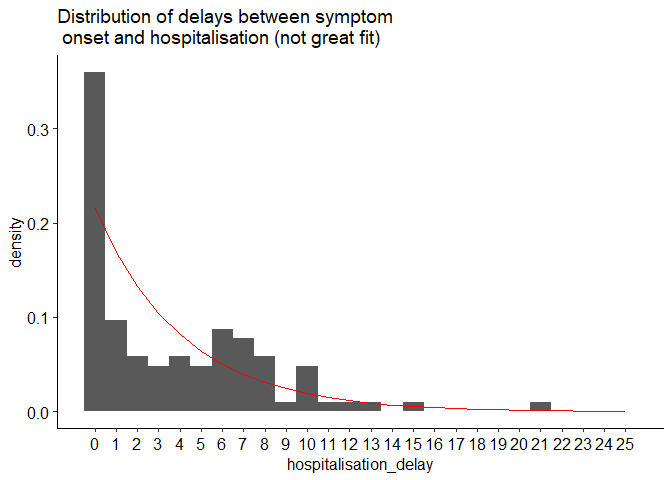 Distribution of delays between symptom
onset and hospitalisation (not great fit)
density
0.3
0.2
0.1
0.0
0 1 2 3 4 5 6 7 8 9 10 11 12 13 14 15 16 17 18 19 20 21 22 23 24 25
hospitalisation_delay